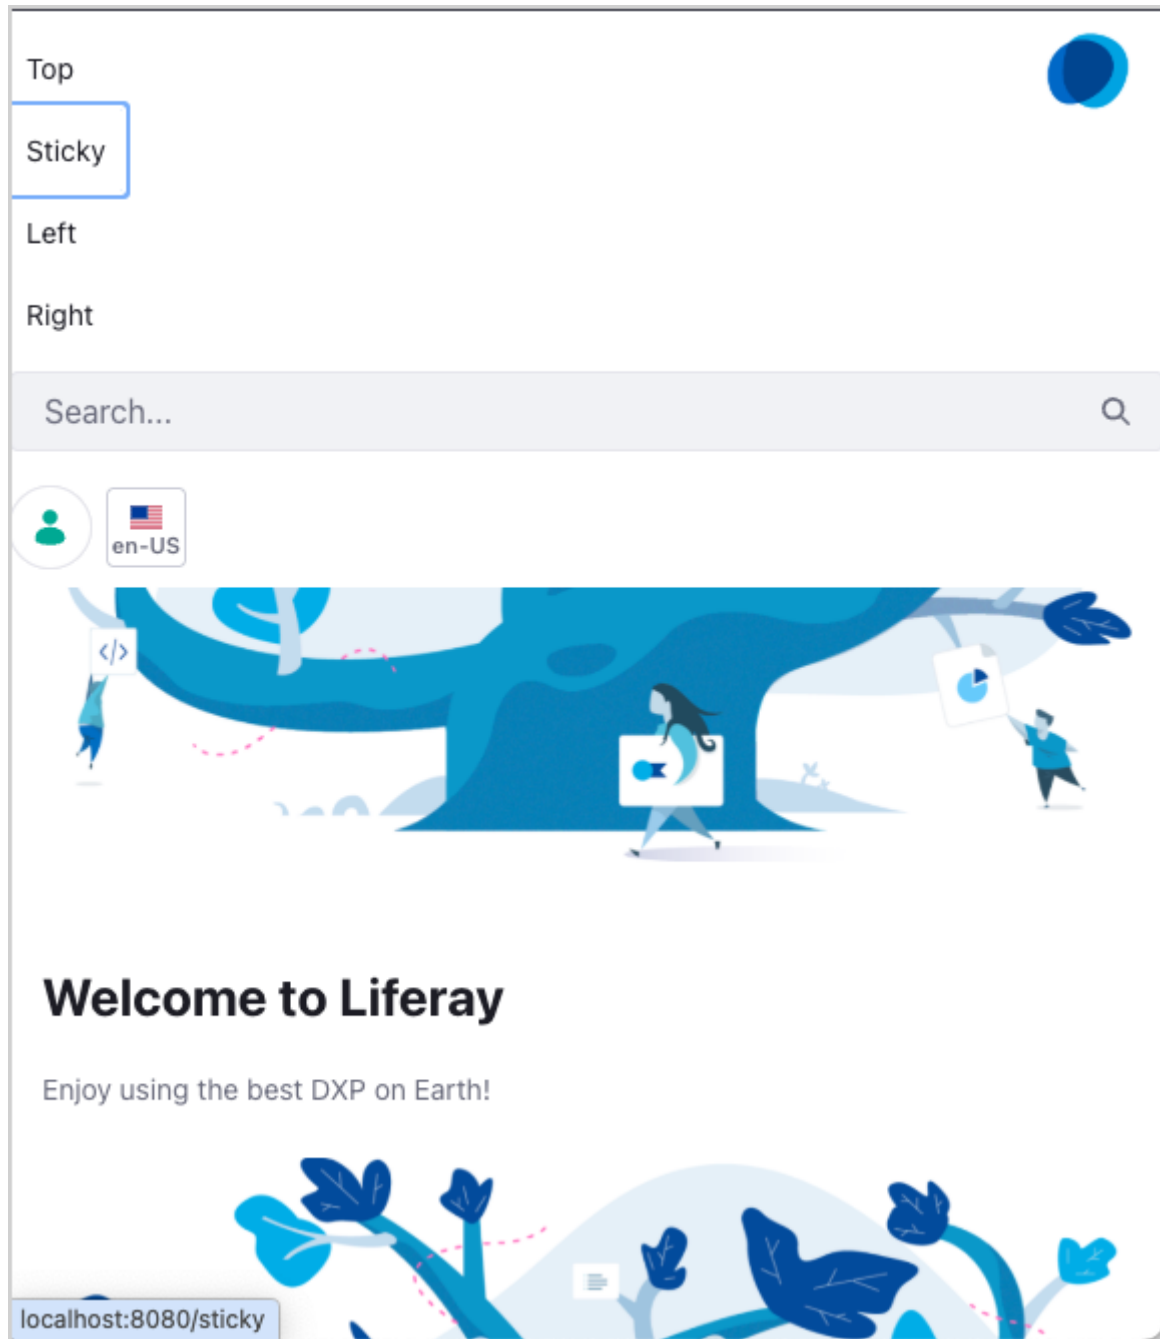 Top
Sticky
Left
Right
Search...
en-US
</>
Welcome to Liferay
Enjoy using the best DXP on Earth!
localhost:8080/sticky